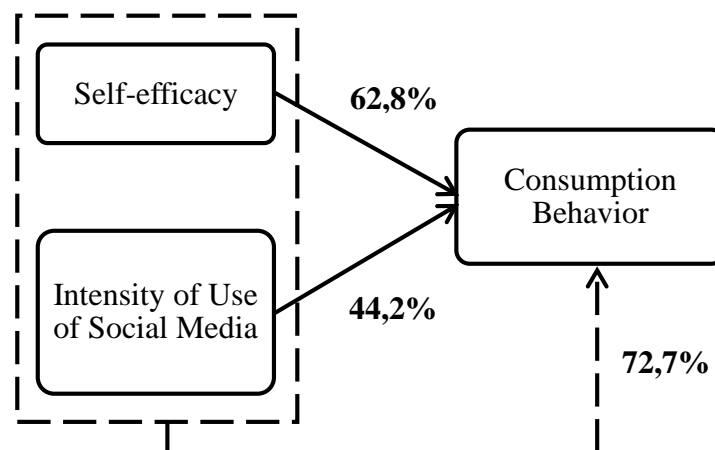 Self-efficacy
62,8%
Consumption
Behavior
Intensity of Use
of Social Media
44,2%
72,7%